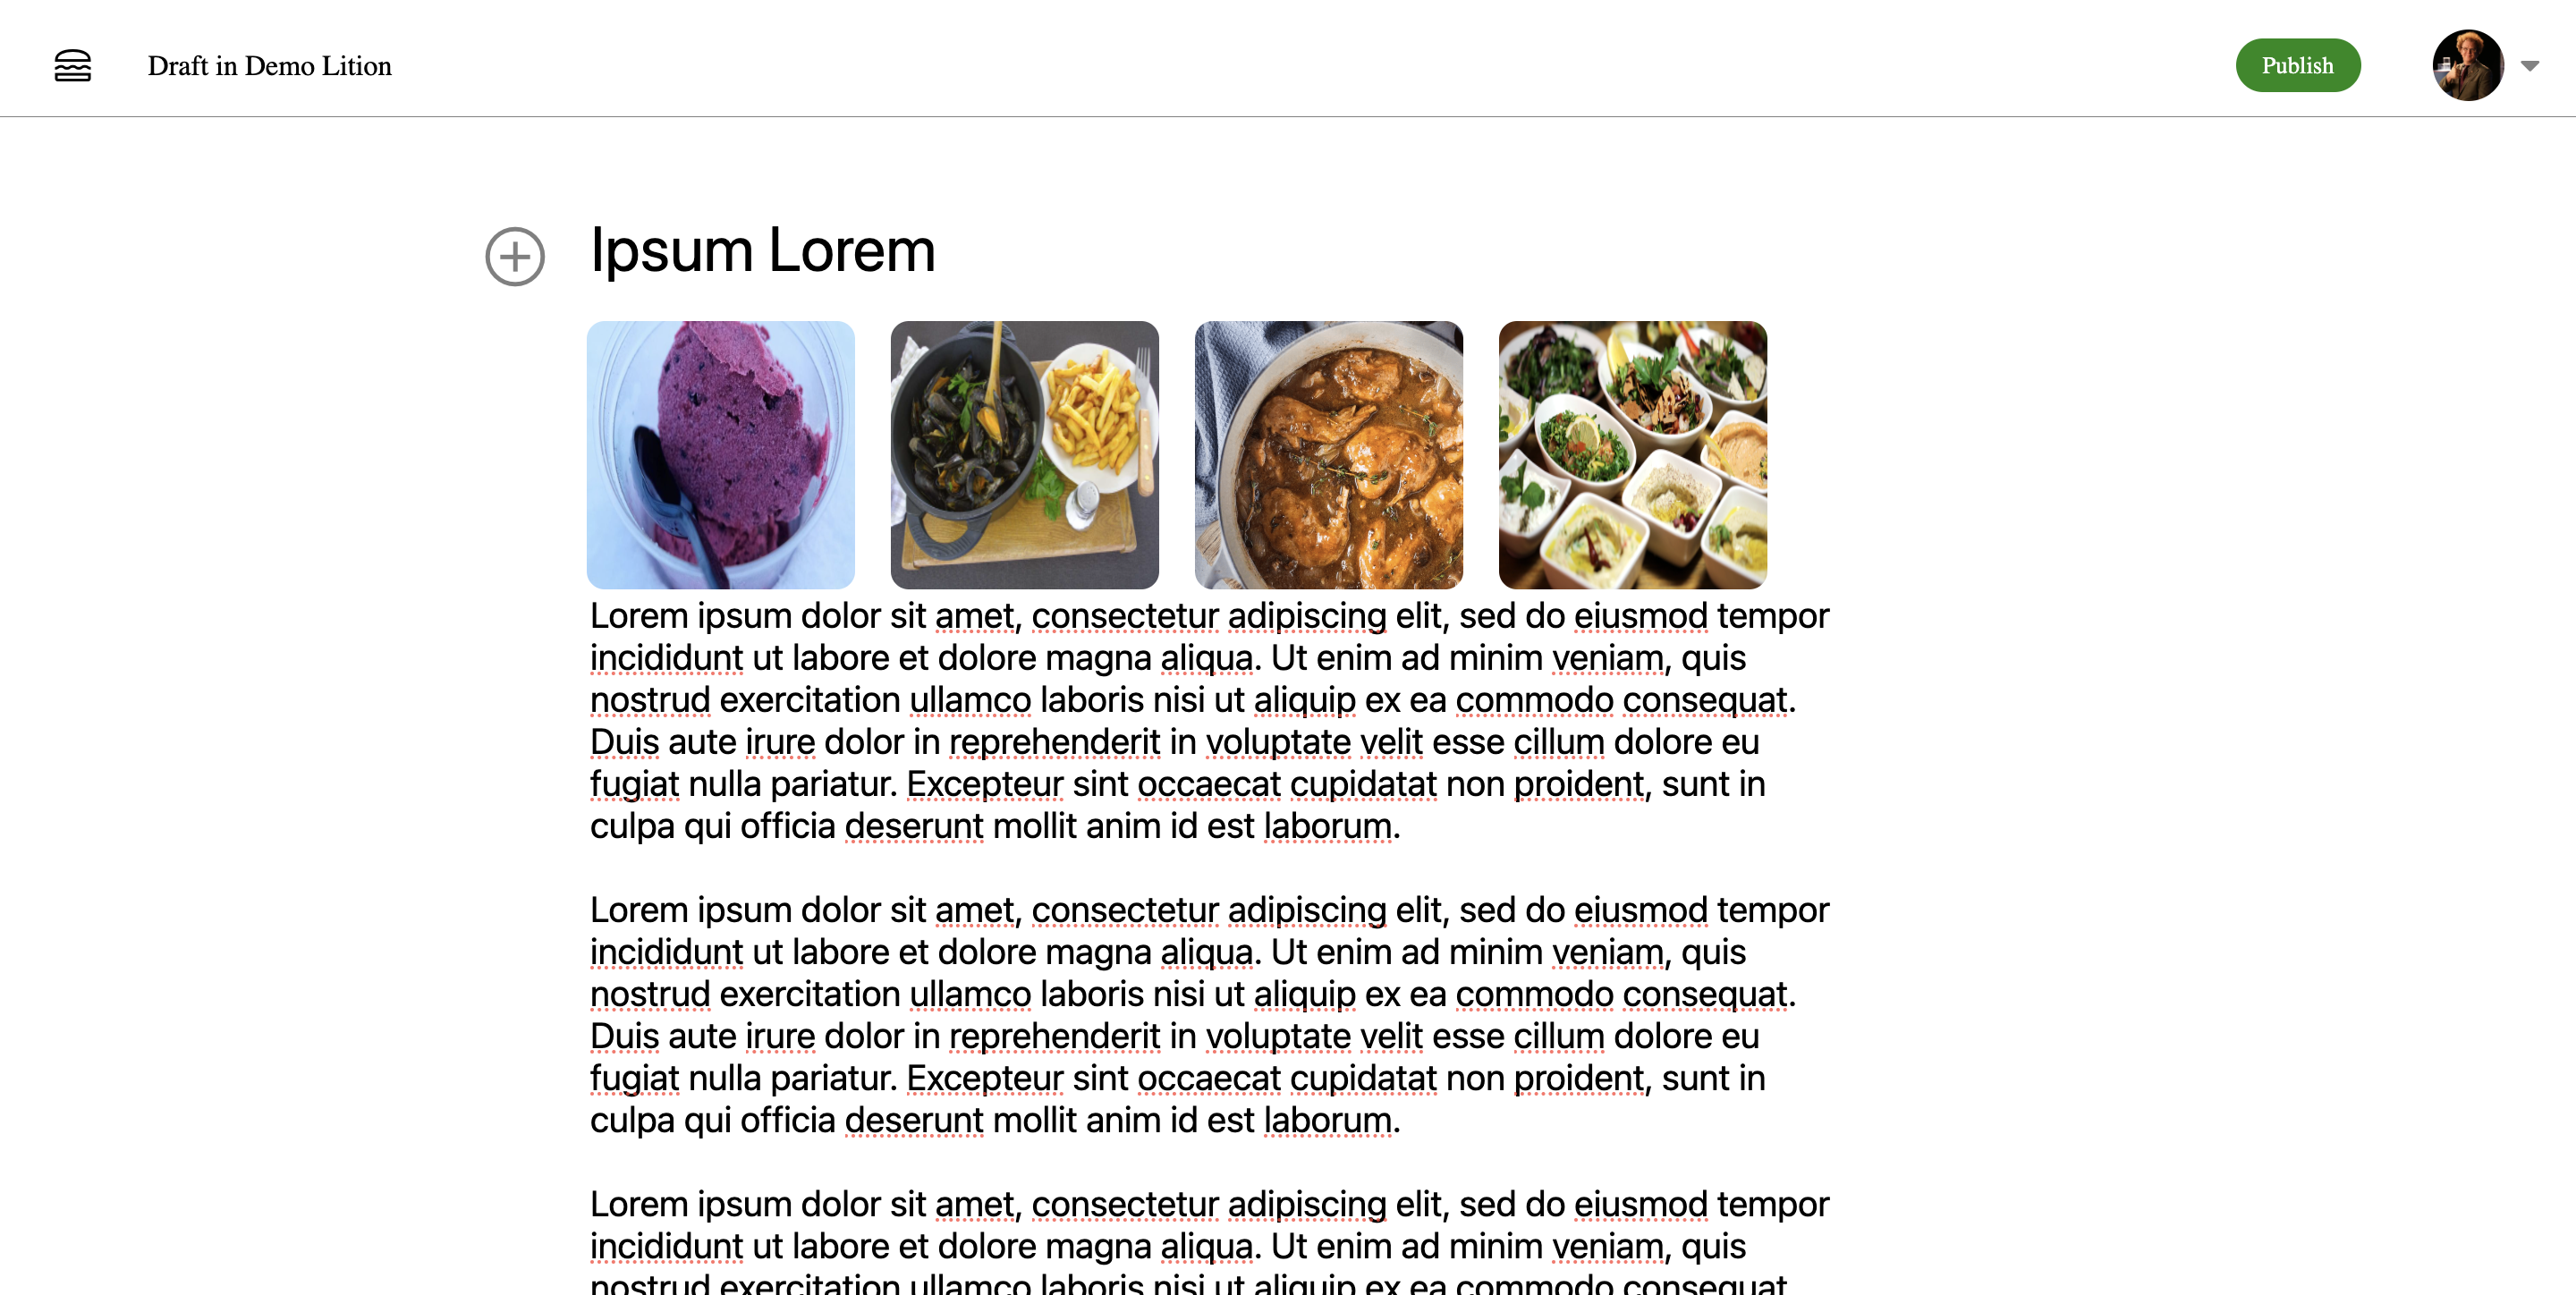 Draft in Demo Lition
Publish
Ipsum Lorem
Lorem ipsum dolor sit amet, consectetur adipiscing elit, sed do eiusmod tempor
incididunt ut labore et dolore magna aliqua. Ut enim ad minim veniam, quis
nostrud exercitation ullamco laboris nisi ut aliquip ex ea commodo consequat.
Duis aute irure dolor in reprehenderit in voluptate velit esse cillum dolore eu
fugiat nulla pariatur. Excepteur sint occaecat cupidatat non proident, sunt in
culpa qui officia deserunt mollit anim id est laborum.
Lorem ipsum dolor sit amet, consectetur adipiscing elit, sed do eiusmod tempor
incididunt ut labore et dolore magna aliqua. Ut enim ad minim veniam, quis
nostrud exercitation ullamco laboris nisi ut aliquip ex ea commodo consequat.
Duis aute irure dolor in reprehenderit in voluptate velit esse cillum dolore eu
fugiat nulla pariatur. Excepteur sint occaecat cupidatat non proident, sunt in
culpa qui officia deserunt mollit anim id est laborum.
Lorem ipsum dolor sit amet, consectetur adipiscing elit, sed do eiusmod tempor
incididunt ut labore et dolore magna aliqua. Ut enim ad minim veniam, quis
nostrud exercitation ullamco laboris nisi ut aliquip ex ea commodo consequat